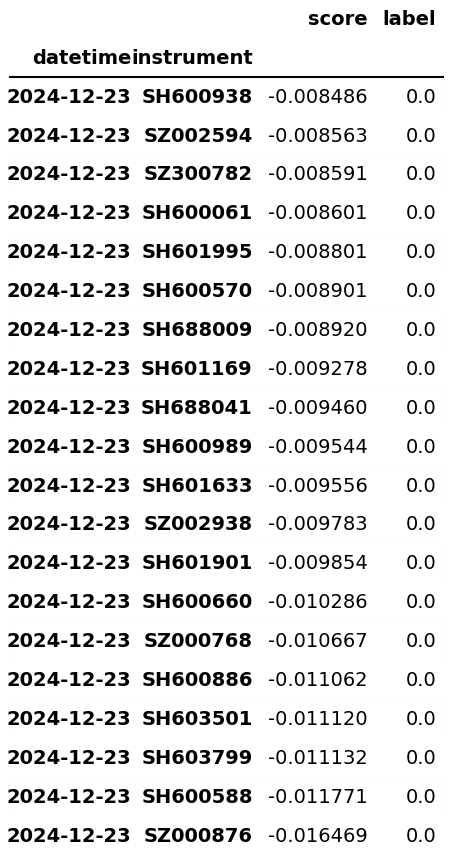 score label
datetime instrument
2024-12-23 SH600938 -0.008486 0.0
2024-12-23 SZ002594 -0.008563 0.0
2024-12-23 SZ300782 -0.008591 0.0
2024-12-23 SH600061 -0.008601 0.0
2024-12-23 SH601995 -0.008801 0.0
2024-12-23 SH600570 -0.008901 0.0
2024-12-23 SH688009 -0.008920 0.0
2024-12-23 SH601169 -0.009278 0.0
2024-12-23 SH688041 -0.009460 0.0
2024-12-23 SH600989 -0.009544 0.0
2024-12-23 SH601633 -0.009556 0.0
2024-12-23 SZ002938 -0.009783 0.0
2024-12-23 SH601901 -0.009854 0.0
2024-12-23 SH600660 -0.010286 0.0
2024-12-23 SZ000768 -0.010667 0.0
2024-12-23 SH600886 -0.011062 0.0
2024-12-23 SH603501 -0.011120 0.0
2024-12-23 SH603799 -0.011132 0.0
2024-12-23 SH600588 -0.011771 0.0
2024-12-23 SZ000876 -0.016469 0.0